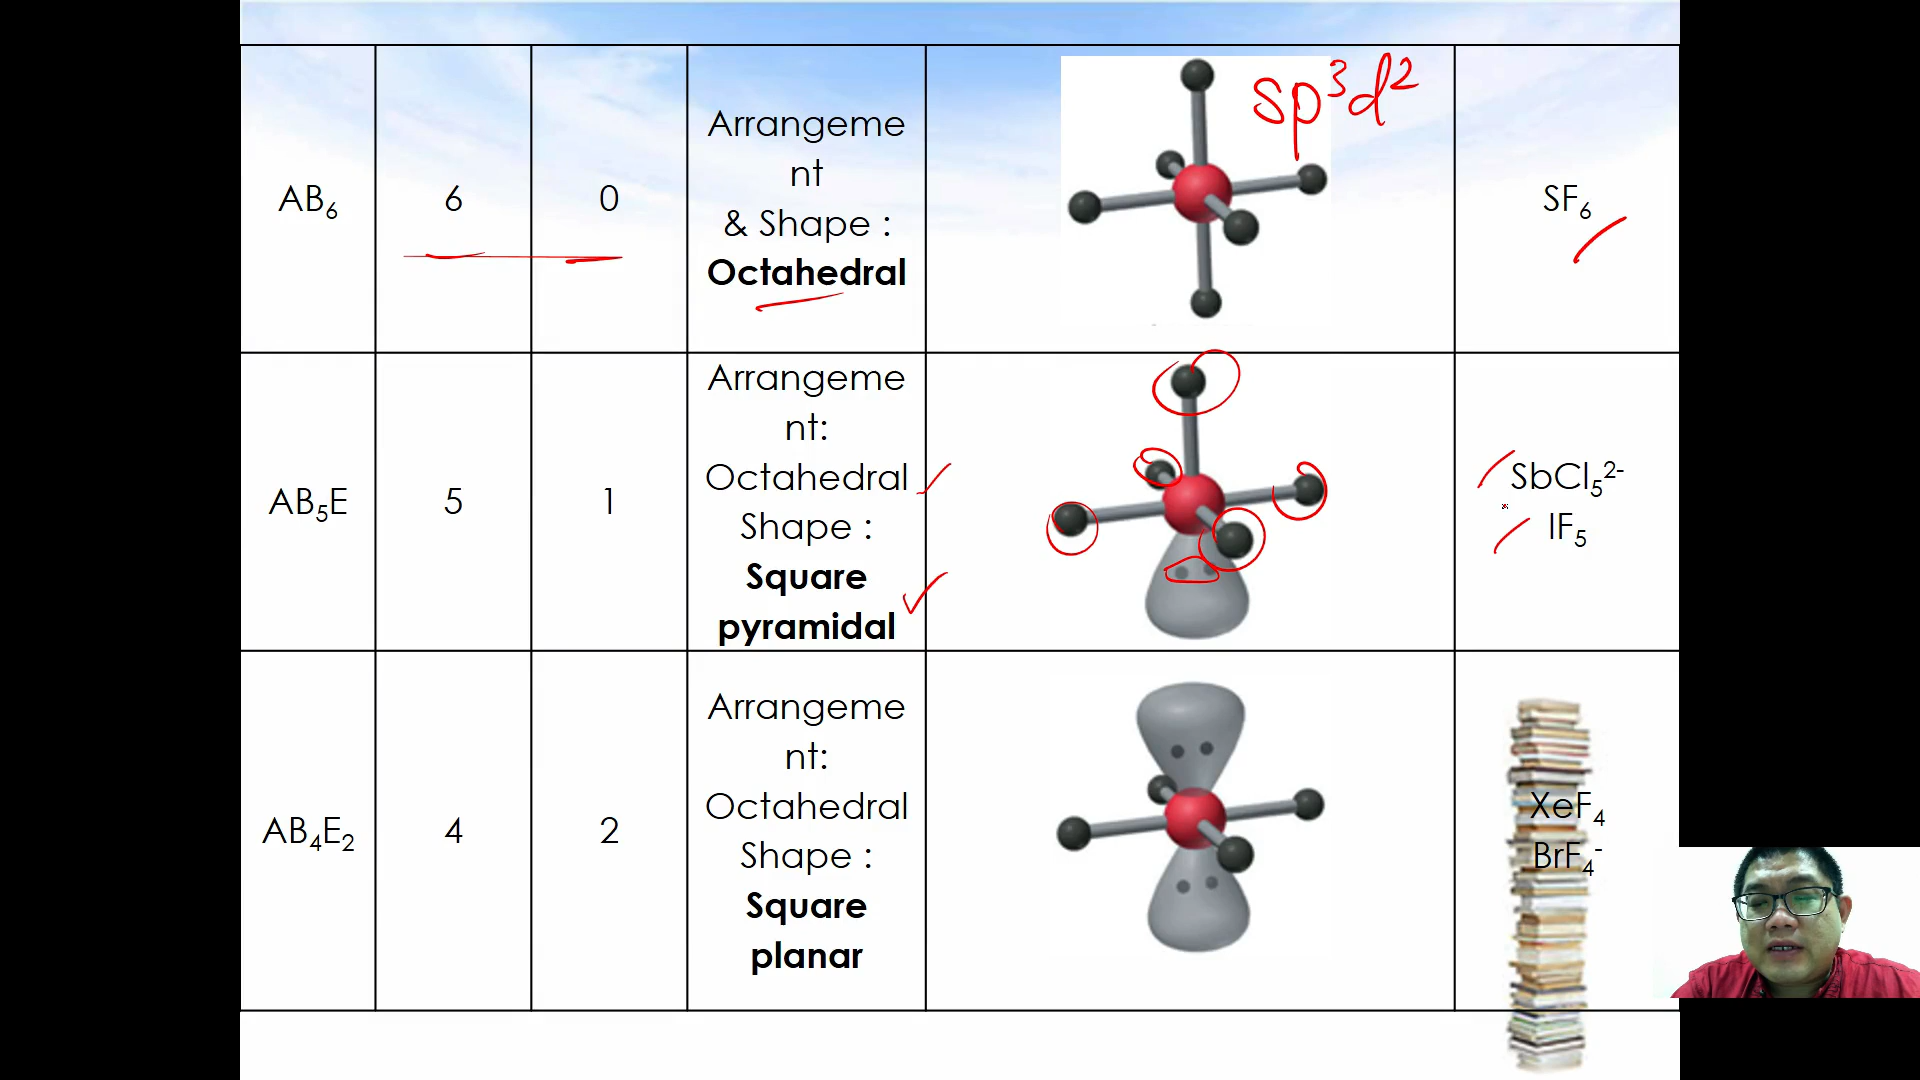 AB₆
6
0
Arrangeme
nt
& Shape :
Octahedral
sp³d²
SF₆
AB₅E
5
1
Arrangeme
nt:
Octahedral
Shape :
Square
pyramidal
SbCl₅²⁻
IF₅
AB₄E₂
4
2
Arrangeme
nt:
Octahedral
Shape :
Square
planar
XeF₄
BrF₄⁻